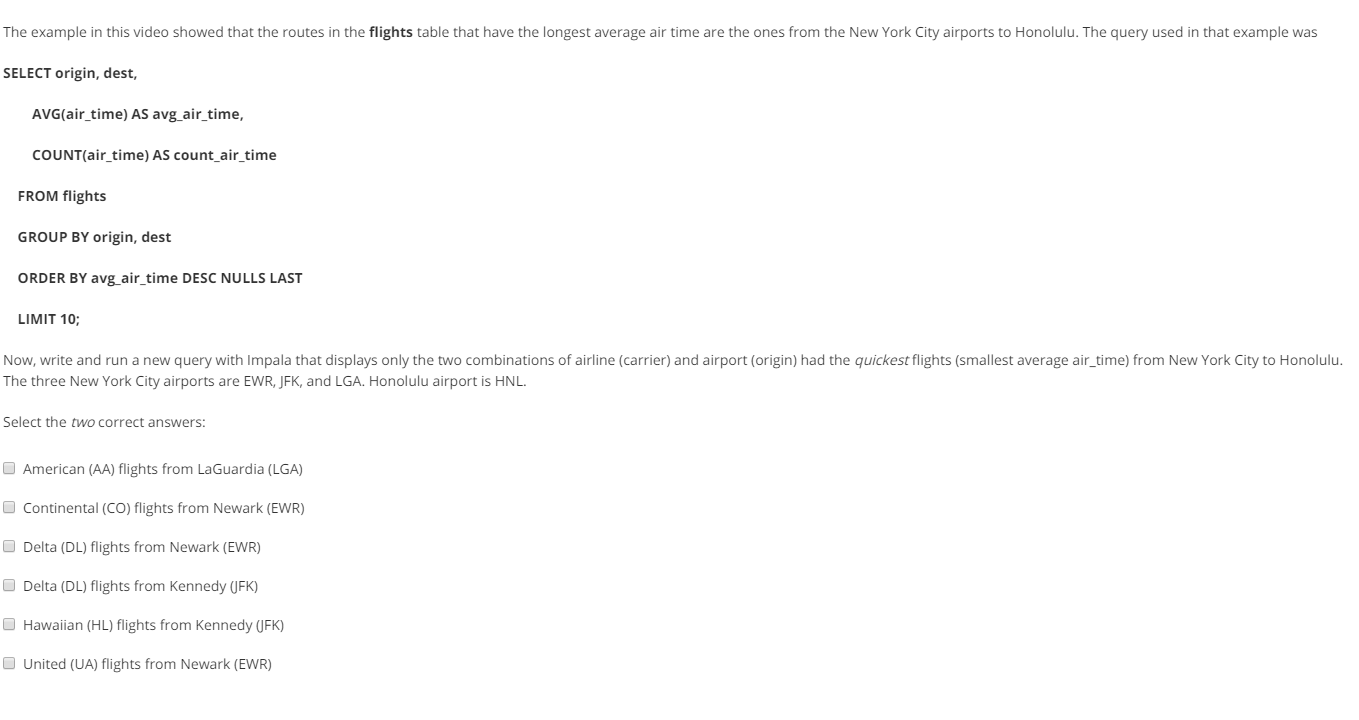 The example in this video showed that the routes in the flights table that have the longest average air time are the ones from the New York City airports to Honolulu. The query used in that example was
SELECT origin, dest,
AVG(air_time) AS avg_air_time,
COUNT(air_time) AS count_air_time
FROM flights
GROUP BY origin, dest
ORDER BY avg_air_time DESC NULLS LAST
LIMIT 10;
Now, write and run a new query with Impala that displays only the two combinations of airline (carrier) and airport (origin) had the quickest flights (smallest average air_time) from New York City to Honolulu.
The three New York City airports are EWR, JFK, and LGA. Honolulu airport is HNL.
Select the two correct answers:
American (AA) flights from LaGuardia (LGA)
Continental (CO) flights from Newark (EWR)
Delta (DL) flights from Newark (EWR)
Delta (DL) flights from Kennedy (JFK)
Hawaiian (HL) flights from Kennedy (JFK)
United (UA) flights from Newark (EWR)